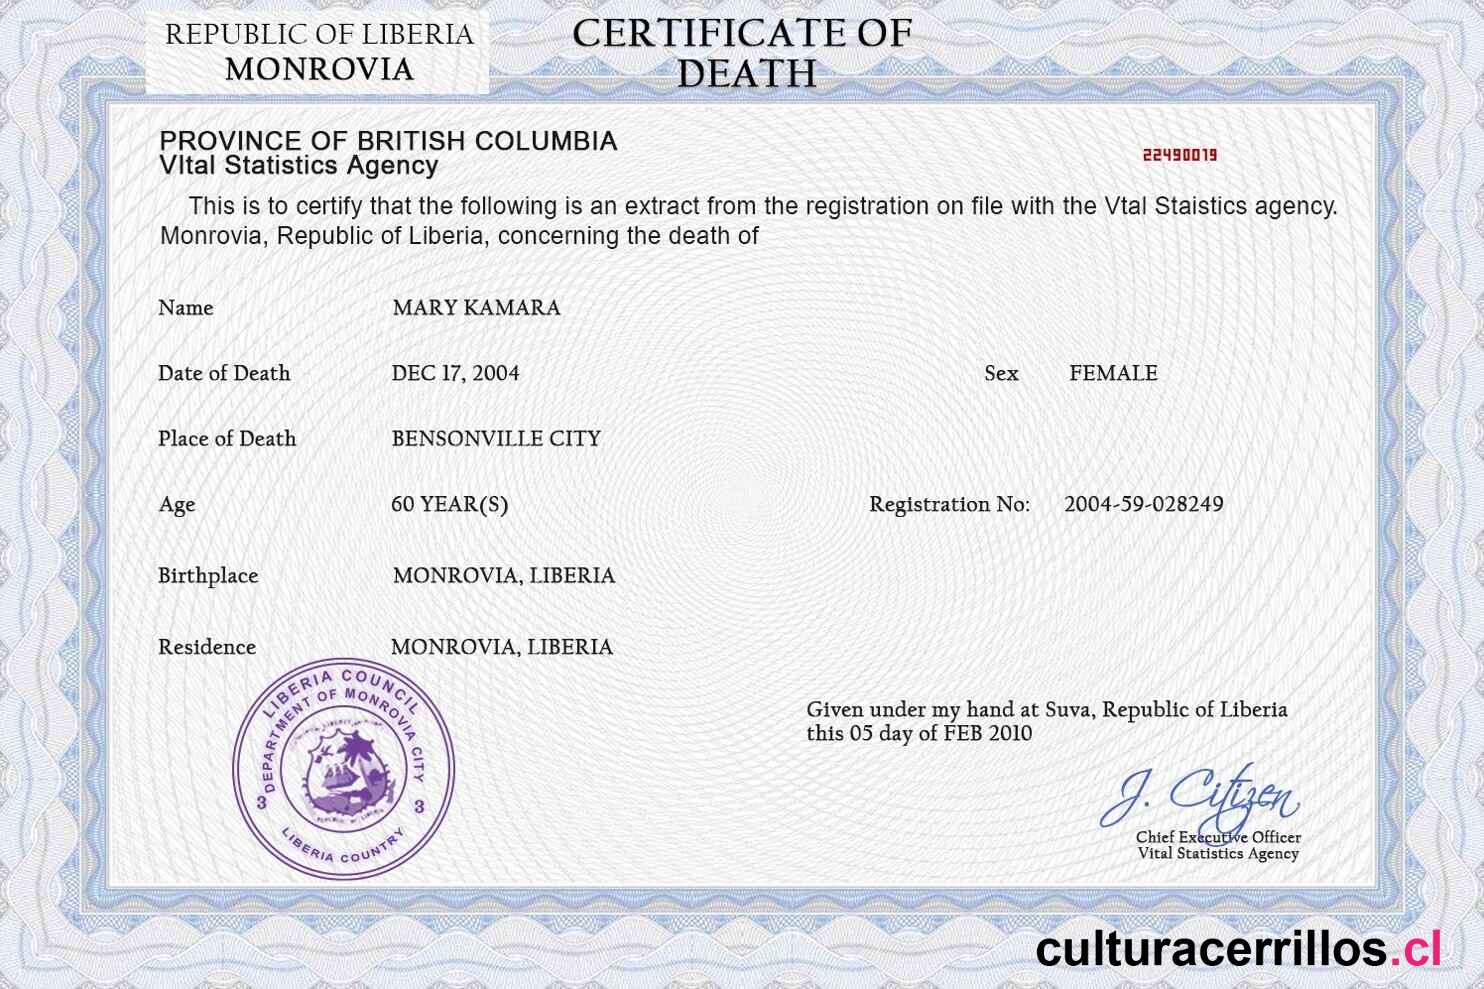 REPUBLIC OF LIBERIA
MONROVIA
CERTIFICATE OF
DEATH
PROVINCE OF BRITISH COLUMBIA
VItal Statistics Agency
22490019
This is to certify that the following is an extract from the registration on file with the Vtal Staistics agency.
Monrovia, Republic of Liberia, concerning the death of
Name MARY KAMARA
Date of Death DEC 17, 2004 Sex FEMALE
Place of Death BENSONVILLE CITY
Age 60 YEAR(S) Registration No: 2004-59-028249
Birthplace MONROVIA, LIBERIA
Residence MONROVIA, LIBERIA
LIBERIA COUNCIL
DEPARTMENT OF MONROVIA CITY
3 3
LIBERIA COUNTRY
Given under my hand at Suva, Republic of Liberia
this 05 day of FEB 2010
J. Citizen
Chief Executive Officer
Vital Statistics Agency
culturacerrillos.cl